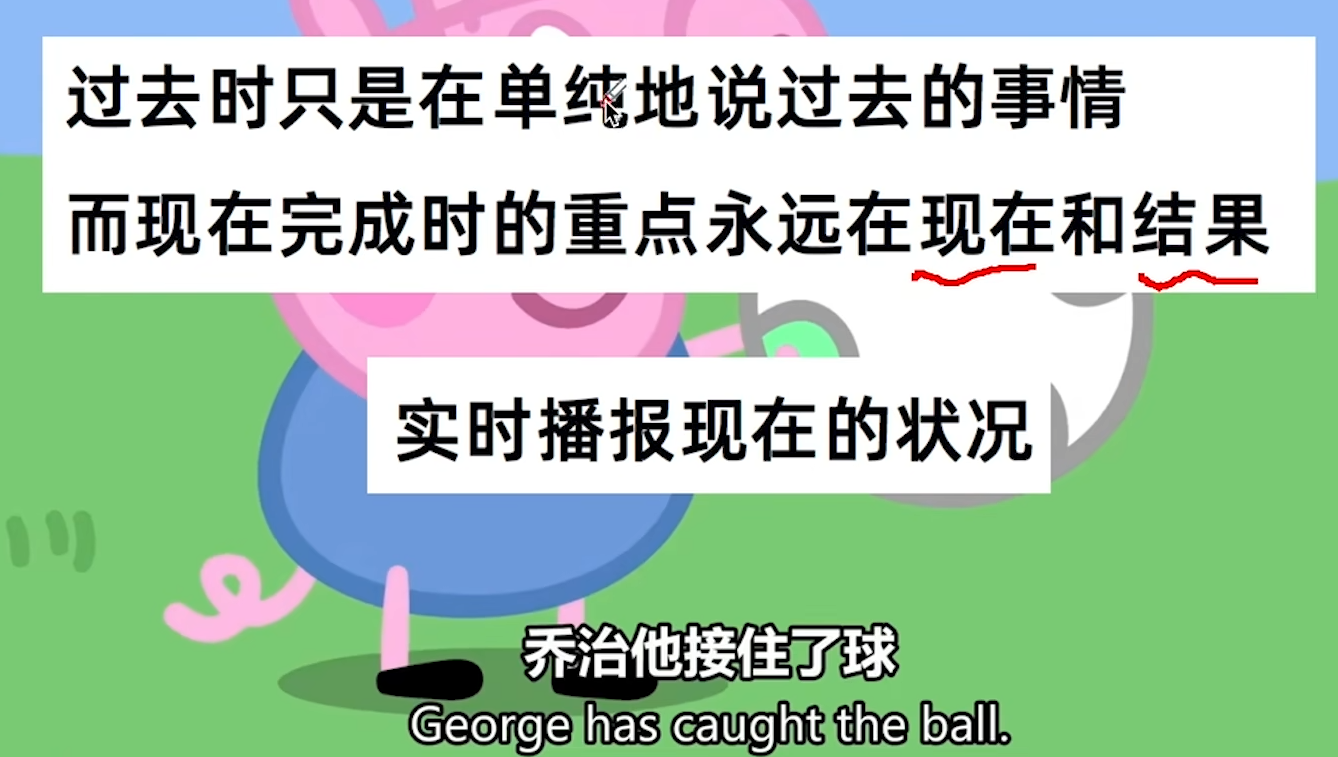 过去时只是在单纯地说过去的事情
而现在完成时的重点永远在现在和结果
实时播报现在的状况
乔治他接住了球
George has caught the ball.